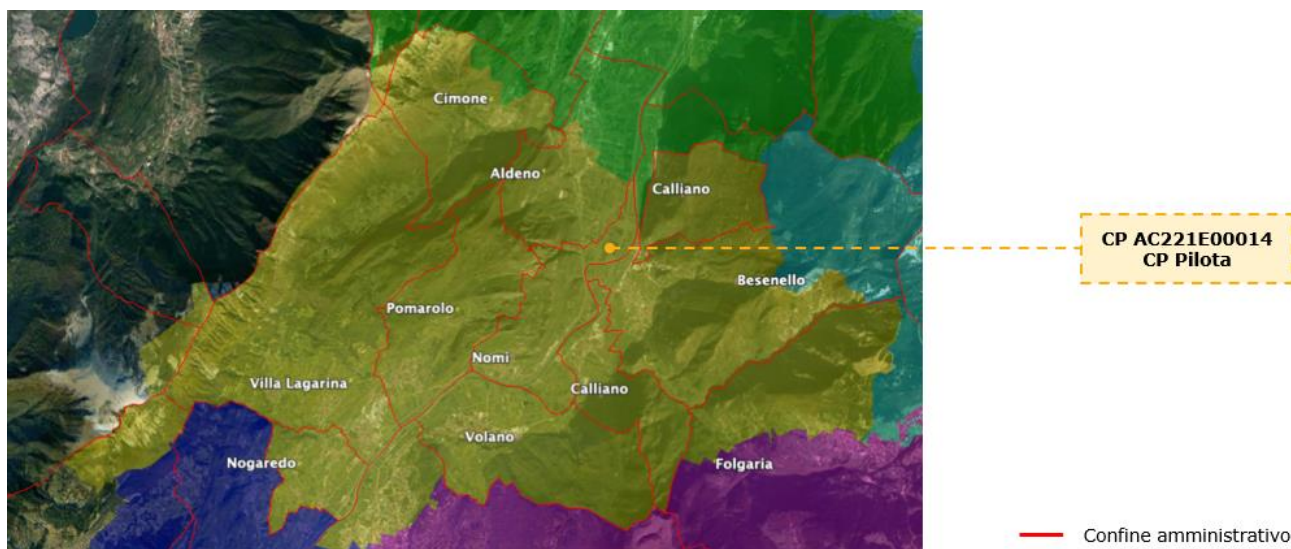 Cimone
Aldeno
Calliano
CP AC221E00014
CP Pilota
Besenello
Pomarolo
Nomi
Villa Lagarina
Calliano
Volano
Nogaredo
Folgaria
Confine amministrativo